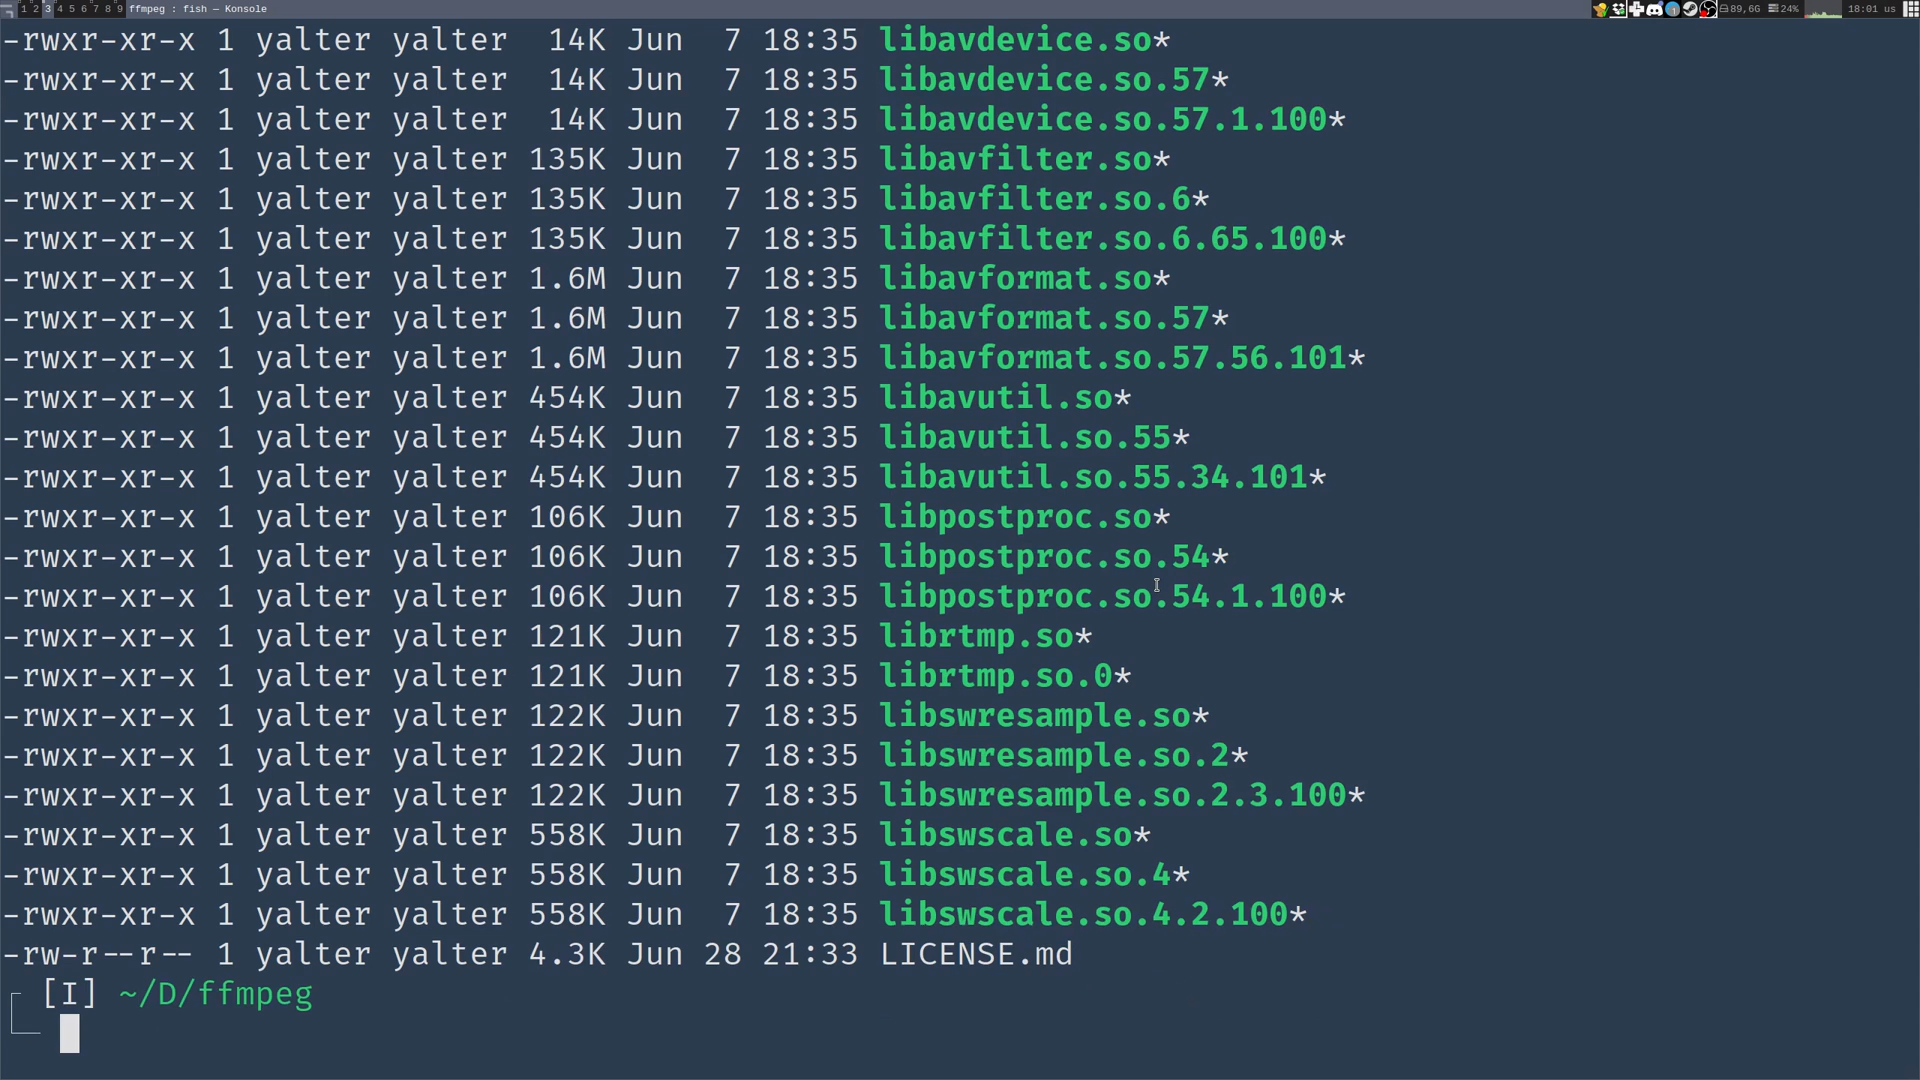 1 2 3 4 5 6 7 8 9 ffmpeg : fish — Konsole 89,6G 24% 18:01 us
-rwxr-xr-x 1 yalter yalter 14K Jun 7 18:35 libavdevice.so*
-rwxr-xr-x 1 yalter yalter 14K Jun 7 18:35 libavdevice.so.57*
-rwxr-xr-x 1 yalter yalter 14K Jun 7 18:35 libavdevice.so.57.1.100*
-rwxr-xr-x 1 yalter yalter 135K Jun 7 18:35 libavfilter.so*
-rwxr-xr-x 1 yalter yalter 135K Jun 7 18:35 libavfilter.so.6*
-rwxr-xr-x 1 yalter yalter 135K Jun 7 18:35 libavfilter.so.6.65.100*
-rwxr-xr-x 1 yalter yalter 1.6M Jun 7 18:35 libavformat.so*
-rwxr-xr-x 1 yalter yalter 1.6M Jun 7 18:35 libavformat.so.57*
-rwxr-xr-x 1 yalter yalter 1.6M Jun 7 18:35 libavformat.so.57.56.101*
-rwxr-xr-x 1 yalter yalter 454K Jun 7 18:35 libavutil.so*
-rwxr-xr-x 1 yalter yalter 454K Jun 7 18:35 libavutil.so.55*
-rwxr-xr-x 1 yalter yalter 454K Jun 7 18:35 libavutil.so.55.34.101*
-rwxr-xr-x 1 yalter yalter 106K Jun 7 18:35 libpostproc.so*
-rwxr-xr-x 1 yalter yalter 106K Jun 7 18:35 libpostproc.so.54*
-rwxr-xr-x 1 yalter yalter 106K Jun 7 18:35 libpostproc.so.54.1.100*
-rwxr-xr-x 1 yalter yalter 121K Jun 7 18:35 librtmp.so*
-rwxr-xr-x 1 yalter yalter 121K Jun 7 18:35 librtmp.so.0*
-rwxr-xr-x 1 yalter yalter 122K Jun 7 18:35 libswresample.so*
-rwxr-xr-x 1 yalter yalter 122K Jun 7 18:35 libswresample.so.2*
-rwxr-xr-x 1 yalter yalter 122K Jun 7 18:35 libswresample.so.2.3.100*
-rwxr-xr-x 1 yalter yalter 558K Jun 7 18:35 libswscale.so*
-rwxr-xr-x 1 yalter yalter 558K Jun 7 18:35 libswscale.so.4*
-rwxr-xr-x 1 yalter yalter 558K Jun 7 18:35 libswscale.so.4.2.100*
-rw-r--r-- 1 yalter yalter 4.3K Jun 28 21:33 LICENSE.md
[I] ~/D/ffmpeg